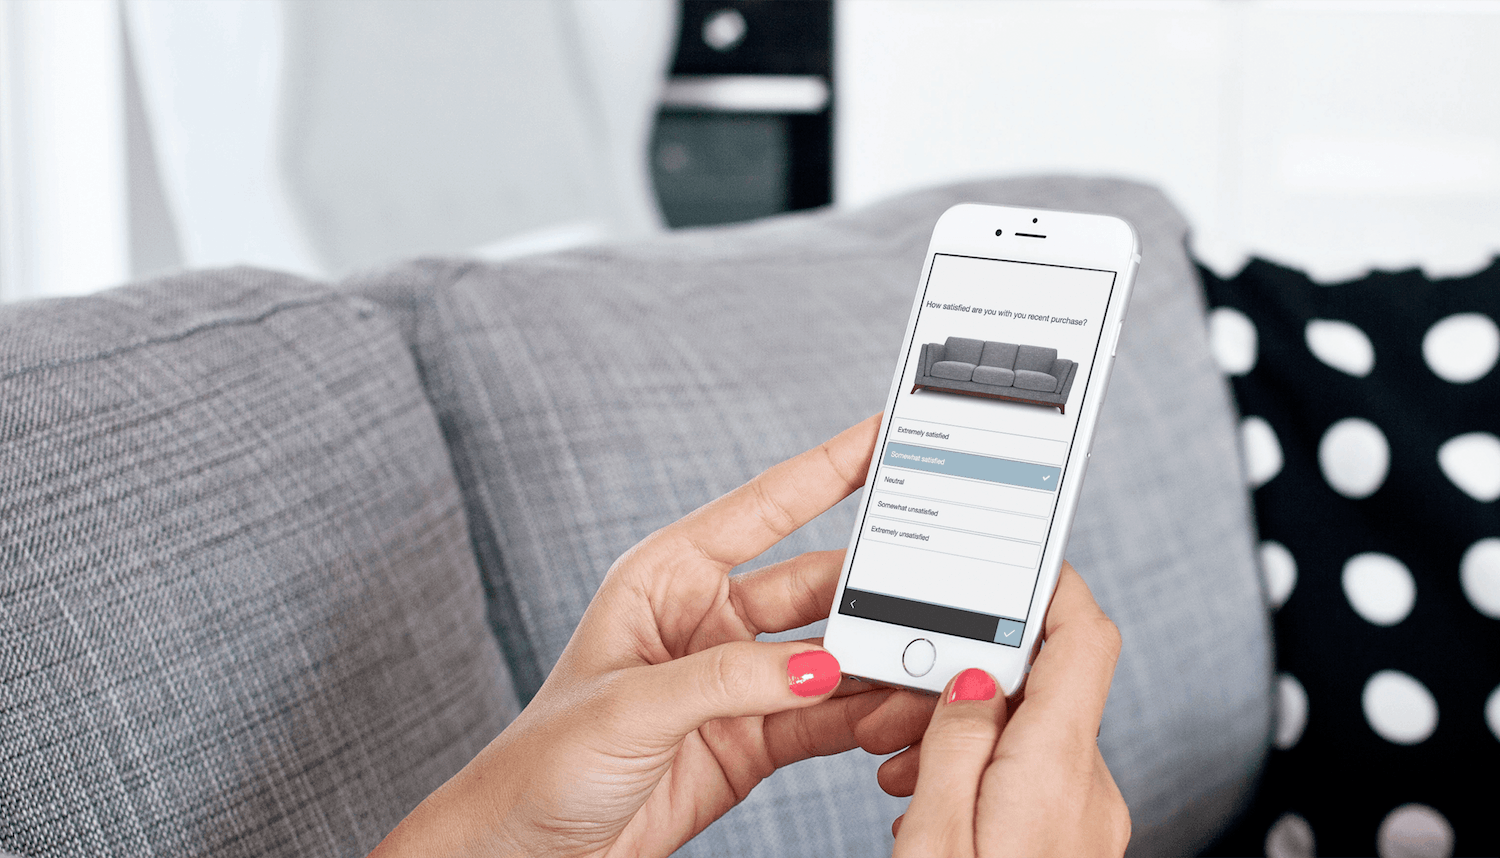 How satisfied are you with you recent purchase?
Extremely satisfied
Somewhat satisfied
Neutral
Somewhat unsatisfied
Extremely unsatisfied